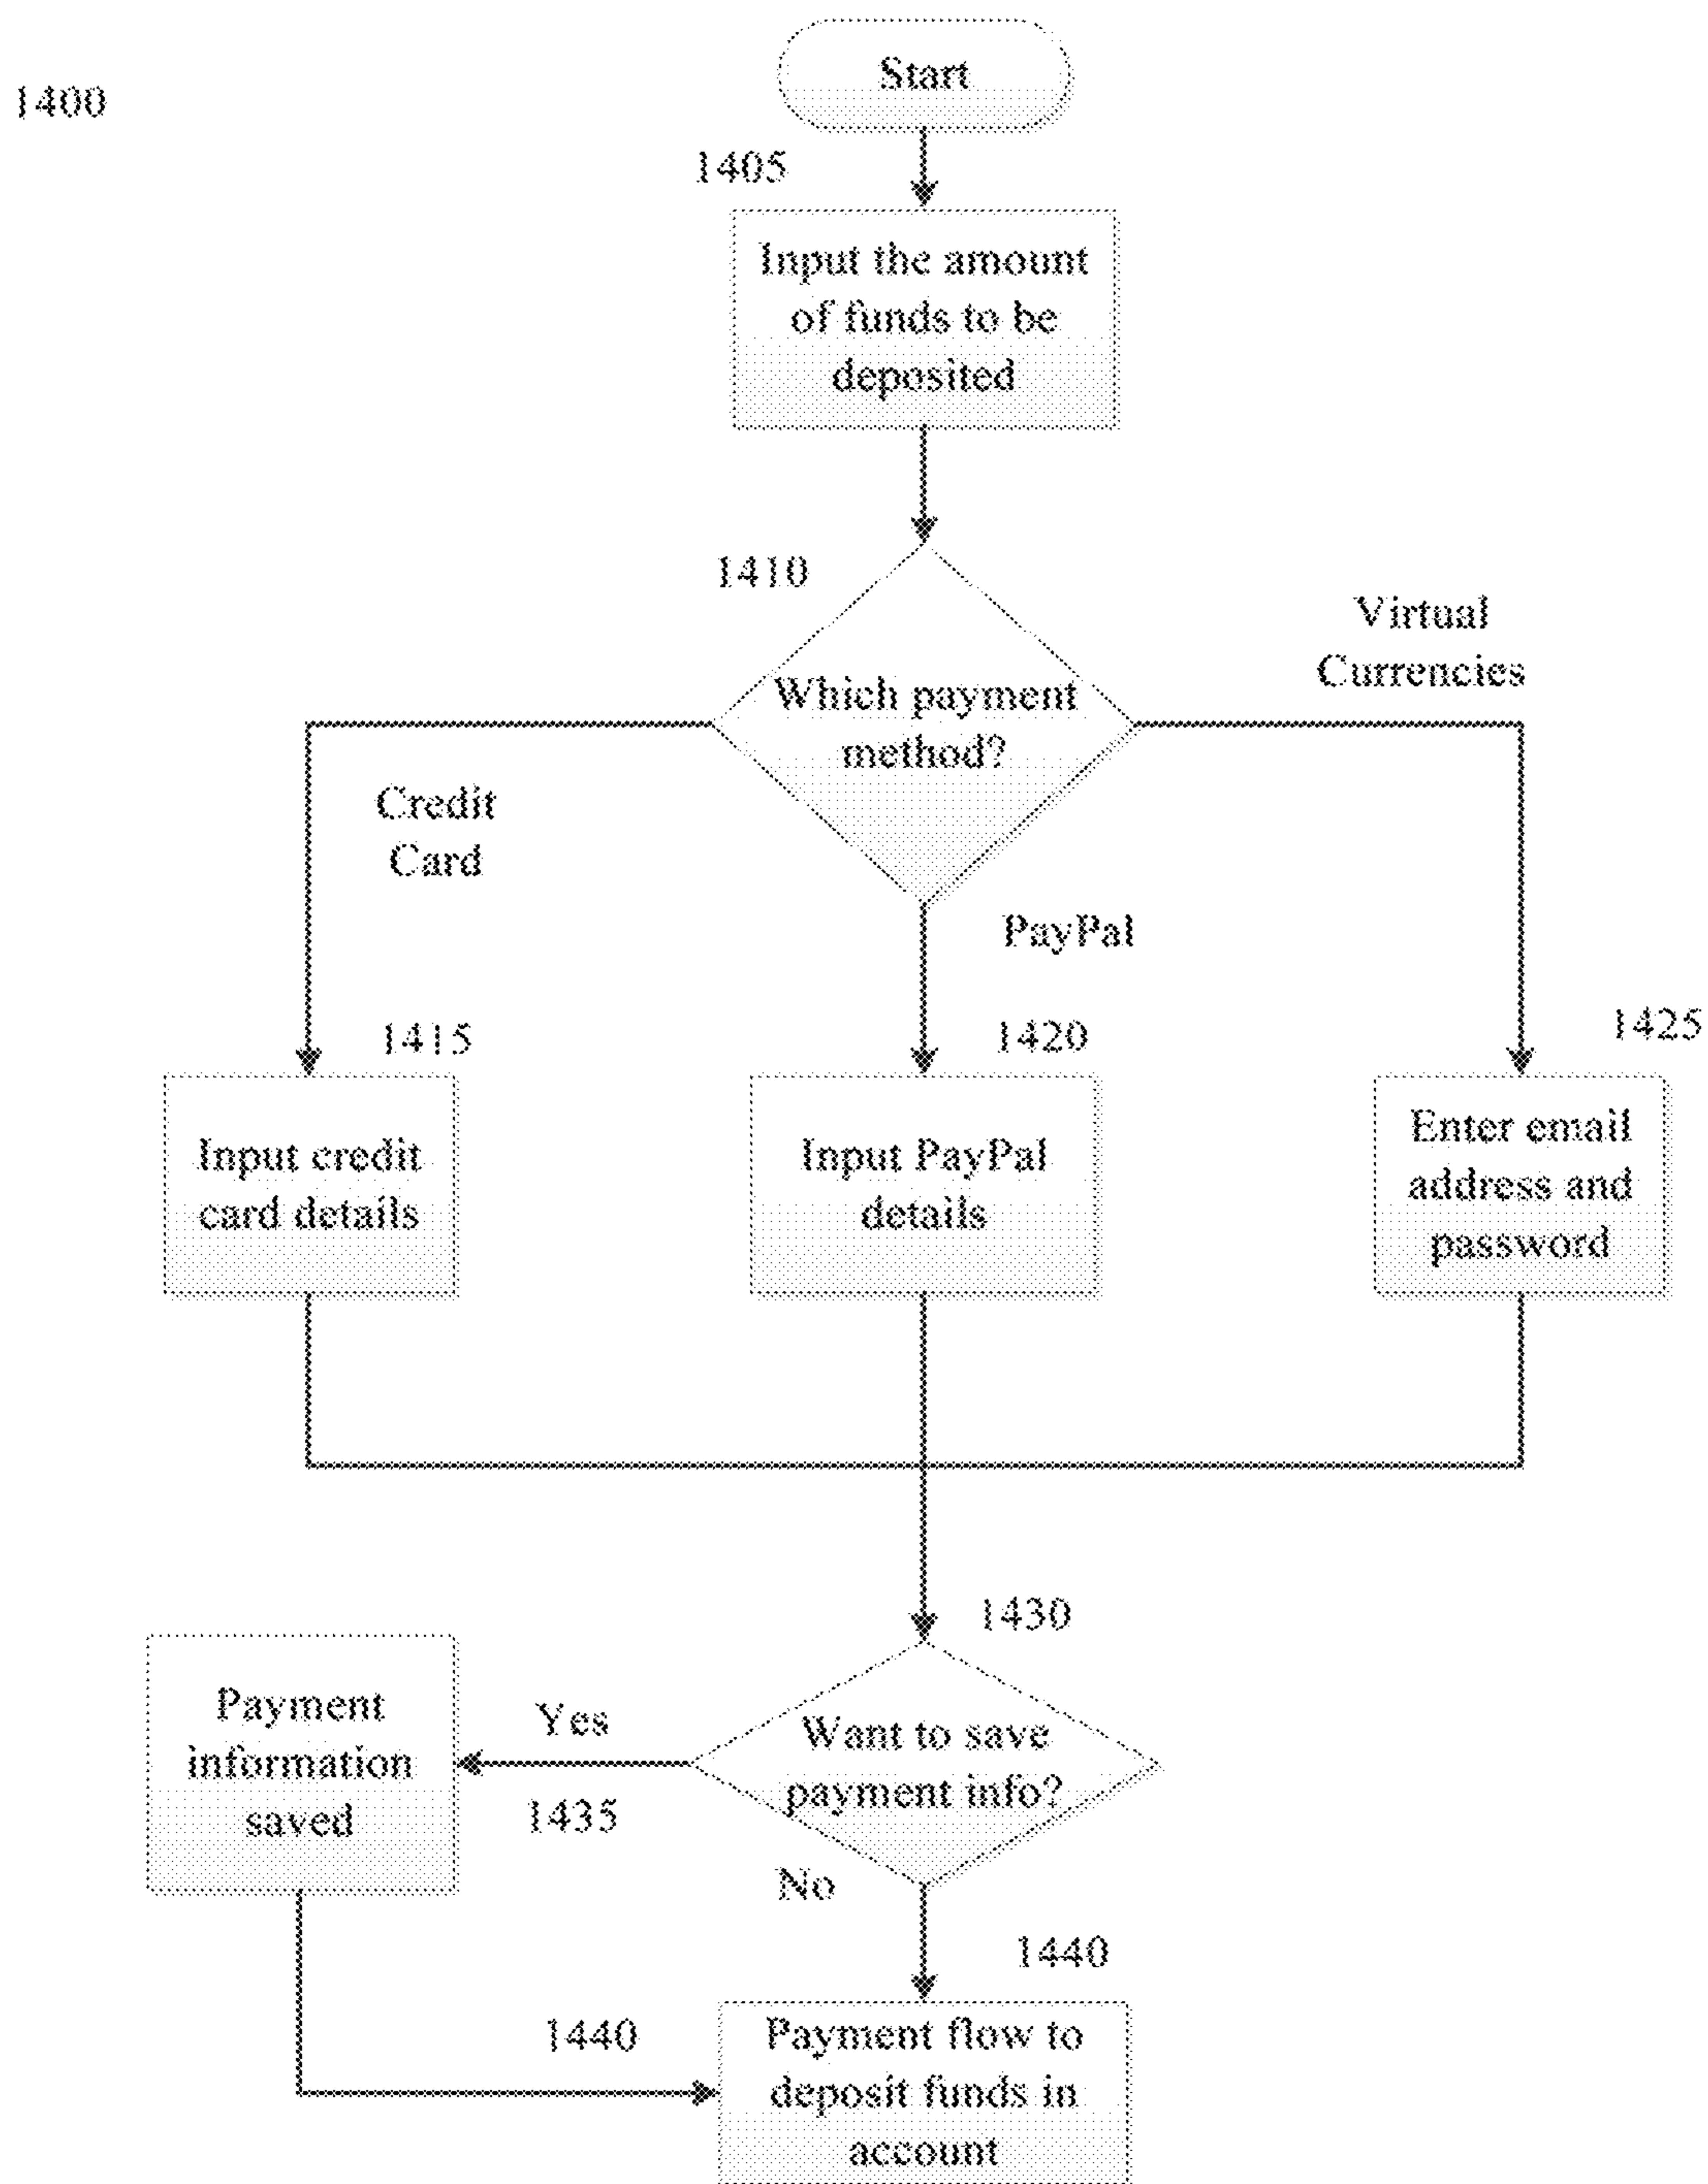 Start
1400
1405
Input the amount
of funds to be
deposited
1410
Virtual
Currencies
Which payment
method?
Credit
Card
PayPal
1415
1420
1425
Input credit
card details
Input PayPal
details
Enter email
address and
password
1430
Payment
information
saved
Yes
Want to save
payment info?
1435
No
1440
1440
Payment flow to
deposit funds in
account